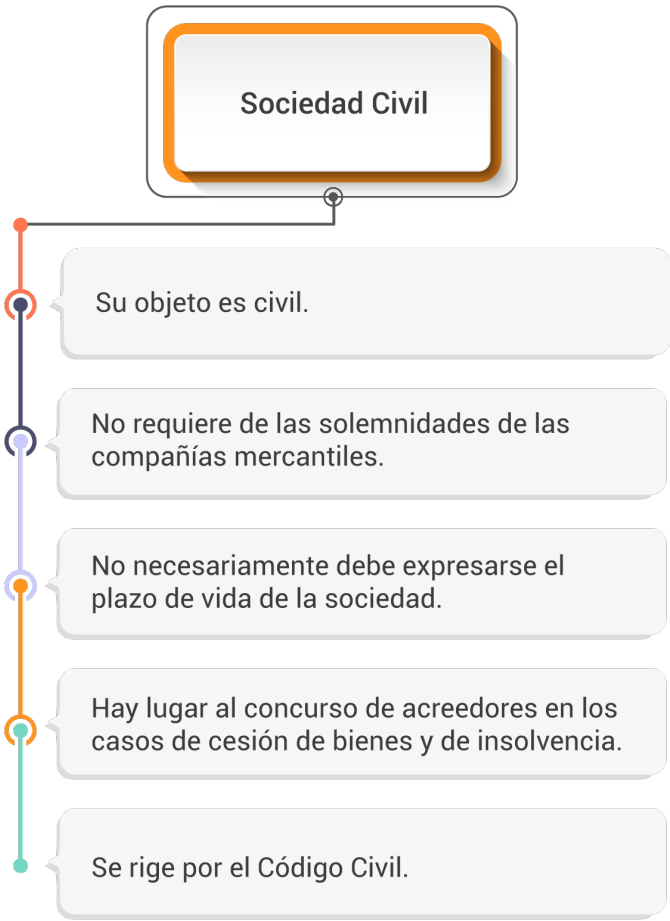 Sociedad Civil
Su objeto es civil.
No requiere de las solemnidades de las
compañías mercantiles.
No necesariamente debe expresarse el
plazo de vida de la sociedad.
Hay lugar al concurso de acreedores en los
casos de cesión de bienes y de insolvencia.
Se rige por el Código Civil.